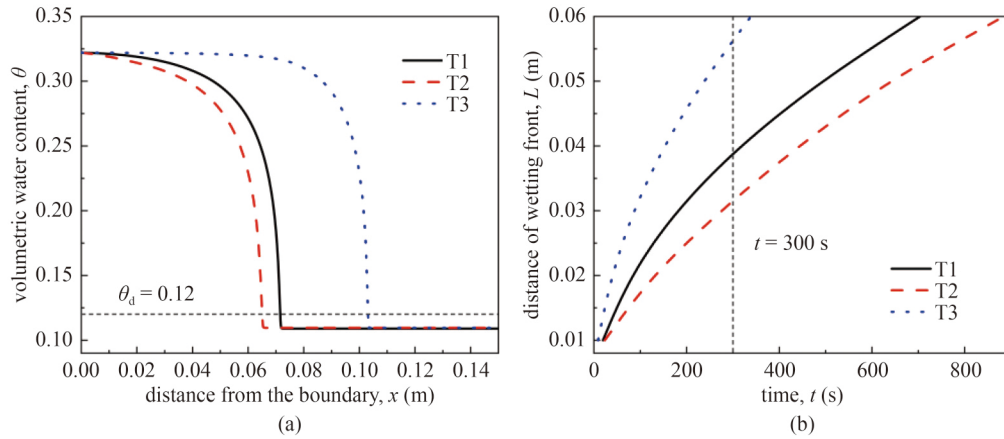 0.35
0.30
0.25
0.20
0.15
0.10
volumetric water content, θ
T1
T2
T3
θd = 0.12
0.00 0.02 0.04 0.06 0.08 0.10 0.12 0.14
distance from the boundary, x (m)
(a)
0.06
0.05
0.04
0.03
0.02
0.01
distance of wetting front, L (m)
t = 300 s
T1
T2
T3
0 200 400 600 800
time, t (s)
(b)